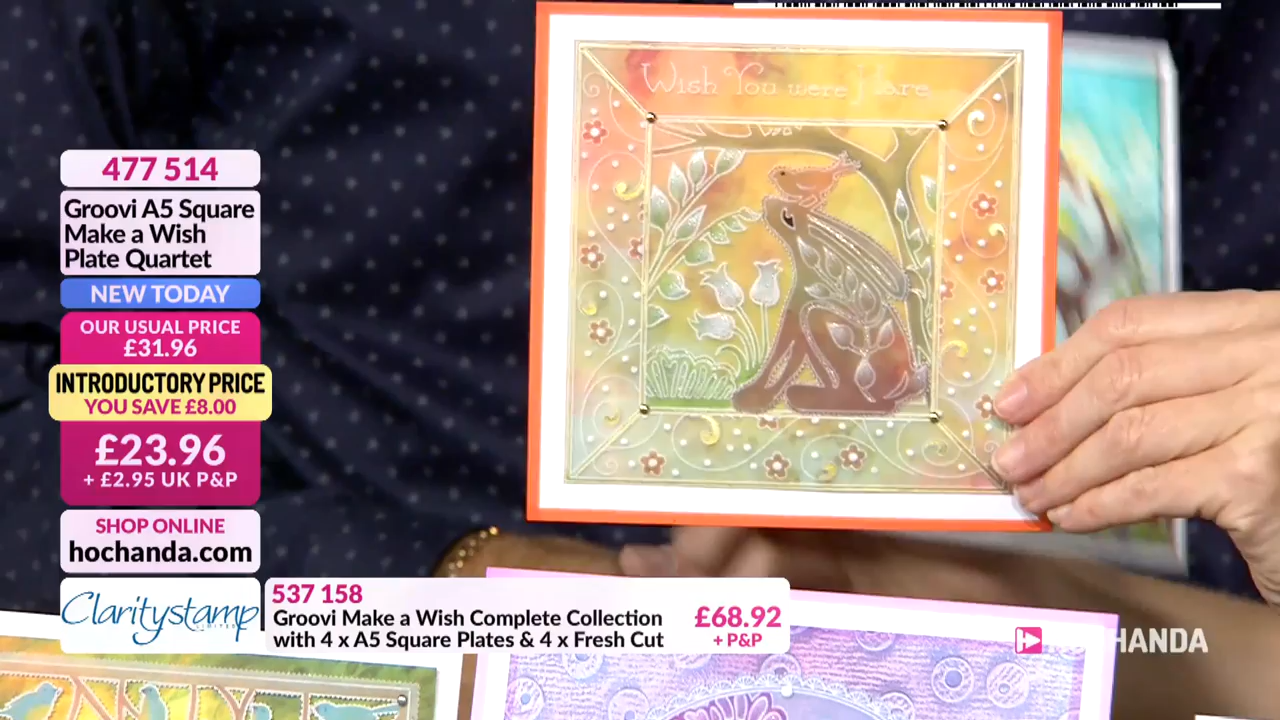 Wish You were Hare
477 514
Groovi A5 Square
Make a Wish
Plate Quartet
NEW TODAY
OUR USUAL PRICE
£31.96
INTRODUCTORY PRICE
YOU SAVE £8.00
£23.96
+ £2.95 UK P&P
SHOP ONLINE
hochanda.com
Claritystamp
LIMITED
537 158
Groovi Make a Wish Complete Collection
with 4 x A5 Square Plates & 4 x Fresh Cut
£68.92
+ P&P
HANDA